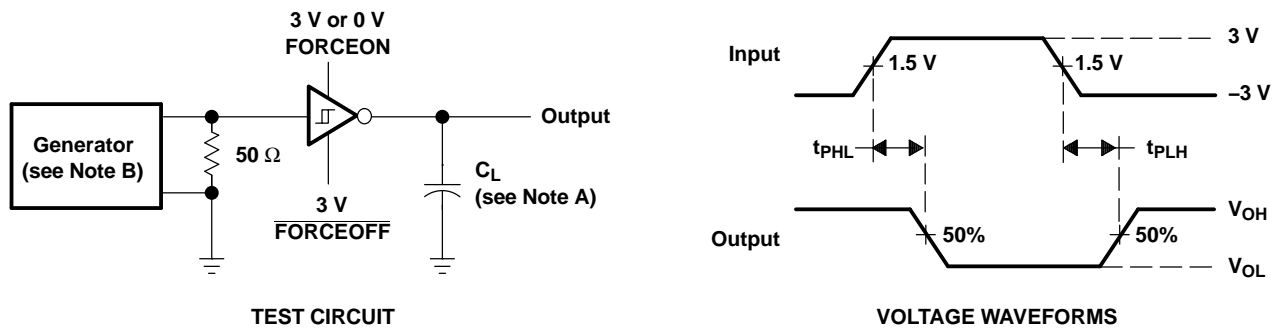 3 V or 0 V
FORCEON
Generator
(see Note B)
50 Ω
Output
C_L
(see Note A)
3 V
FORCEOFF
TEST CIRCUIT
Input
3 V
1.5 V
1.5 V
–3 V
t_PHL
t_PLH
V_OH
Output
50%
50%
V_OL
VOLTAGE WAVEFORMS